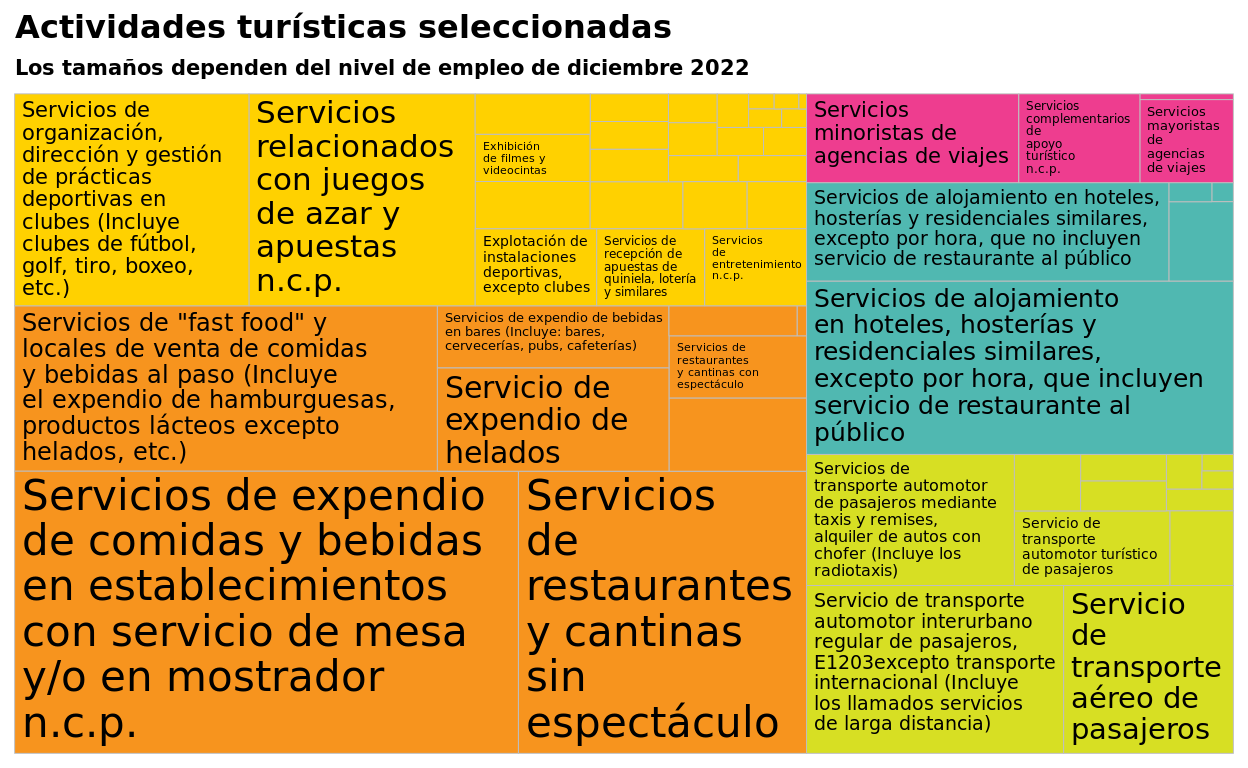 Actividades turísticas seleccionadas
Los tamaños dependen del nivel de empleo de diciembre 2022
Servicios de
organización,
dirección y gestión
de prácticas
deportivas en
clubes (Incluye
clubes de fútbol,
golf, tiro, boxeo,
etc.)
Servicios
relacionados
con juegos
de azar y
apuestas
n.c.p.
Exhibición
de filmes y
videocintas
Explotación de
instalaciones
deportivas,
excepto clubes
Servicios de
recepción de
apuestas de
quiniela, lotería
y similares
Servicios
de
entretenimiento
n.c.p.
Servicios
minoristas de
agencias de viajes
Servicios
complementarios
de
apoyo
turístico
n.c.p.
Servicios
mayoristas
de
agencias
de viajes
Servicios de alojamiento en hoteles,
hosterías y residenciales similares,
excepto por hora, que no incluyen
servicio de restaurante al público
Servicios de alojamiento
en hoteles, hosterías y
residenciales similares,
excepto por hora, que incluyen
servicio de restaurante al
público
Servicios de "fast food" y
locales de venta de comidas
y bebidas al paso (Incluye
el expendio de hamburguesas,
productos lácteos excepto
helados, etc.)
Servicios de expendio de bebidas
en bares (Incluye: bares,
cervecerías, pubs, cafeterías)
Servicio de
expendio de
helados
Servicios de
restaurantes
y cantinas con
espectáculo
Servicios de expendio
de comidas y bebidas
en establecimientos
con servicio de mesa
y/o en mostrador
n.c.p.
Servicios
de
restaurantes
y cantinas
sin
espectáculo
Servicios de
transporte automotor
de pasajeros mediante
taxis y remises,
alquiler de autos con
chofer (Incluye los
radiotaxis)
Servicio de
transporte
automotor turístico
de pasajeros
Servicio de transporte
automotor interurbano
regular de pasajeros,
E1203excepto transporte
internacional (Incluye
los llamados servicios
de larga distancia)
Servicio
de
transporte
aéreo de
pasajeros